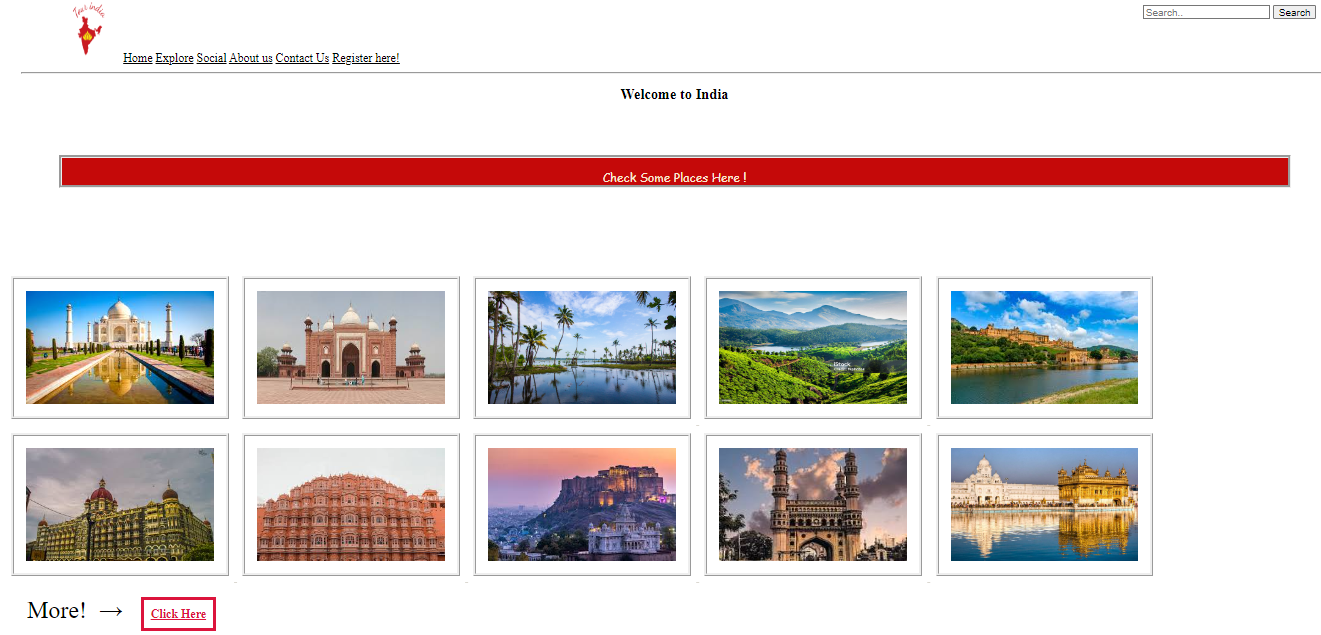 Tour India
Search.. Search
Home Explore Social About us Contact Us Register here!
Welcome to India
Check Some Places Here !
iStock
More! → Click Here